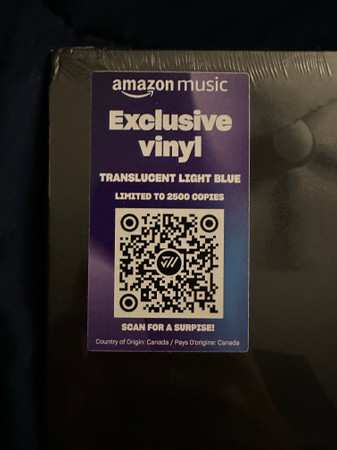 amazon music
Exclusive
vinyl
TRANSLUCENT LIGHT BLUE
LIMITED TO 2500 COPIES
SCAN FOR A SURPISE!
Country of Origin: Canada / Pays D'origine: Canada